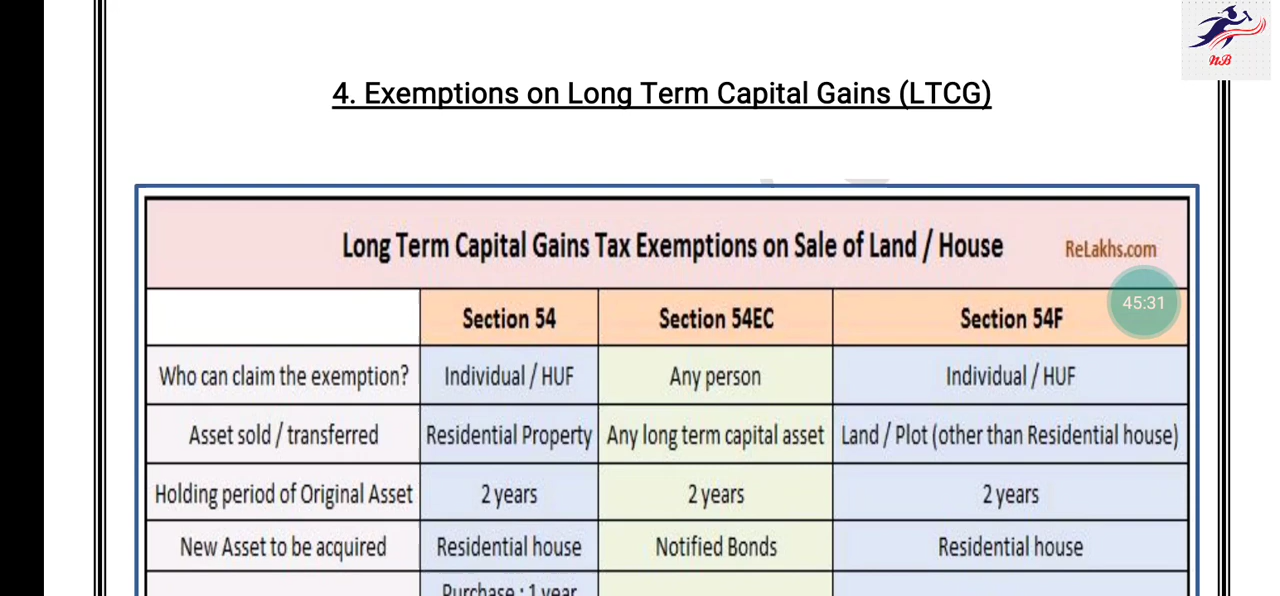 NB
4. Exemptions on Long Term Capital Gains (LTCG)
Long Term Capital Gains Tax Exemptions on Sale of Land / House ReLakhs.com
45:31
Section 54 Section 54EC Section 54F
Who can claim the exemption? Individual / HUF Any person Individual / HUF
Asset sold / transferred Residential Property Any long term capital asset Land / Plot (other than Residential house)
Holding period of Original Asset 2 years 2 years 2 years
New Asset to be acquired Residential house Notified Bonds Residential house
Purchase : 1 year